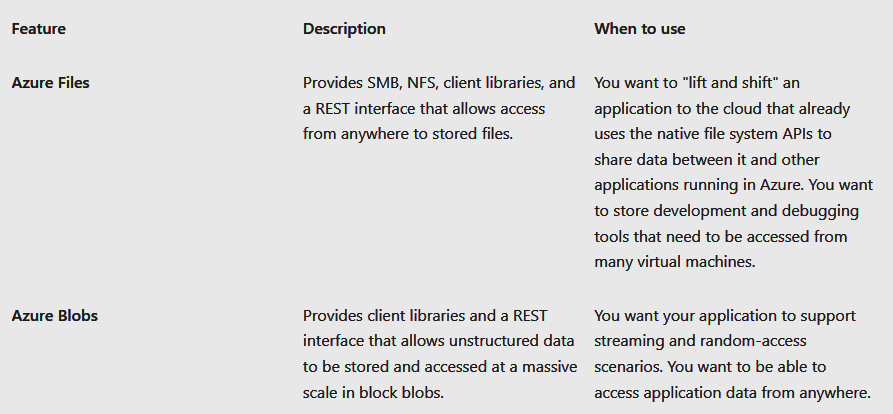 Feature
Description
When to use
Azure Files
Provides SMB, NFS, client libraries, and
a REST interface that allows access
from anywhere to stored files.
You want to "lift and shift" an
application to the cloud that already
uses the native file system APIs to
share data between it and other
applications running in Azure. You want
to store development and debugging
tools that need to be accessed from
many virtual machines.
Azure Blobs
Provides client libraries and a REST
interface that allows unstructured data
to be stored and accessed at a massive
scale in block blobs.
You want your application to support
streaming and random-access
scenarios. You want to be able to
access application data from anywhere.